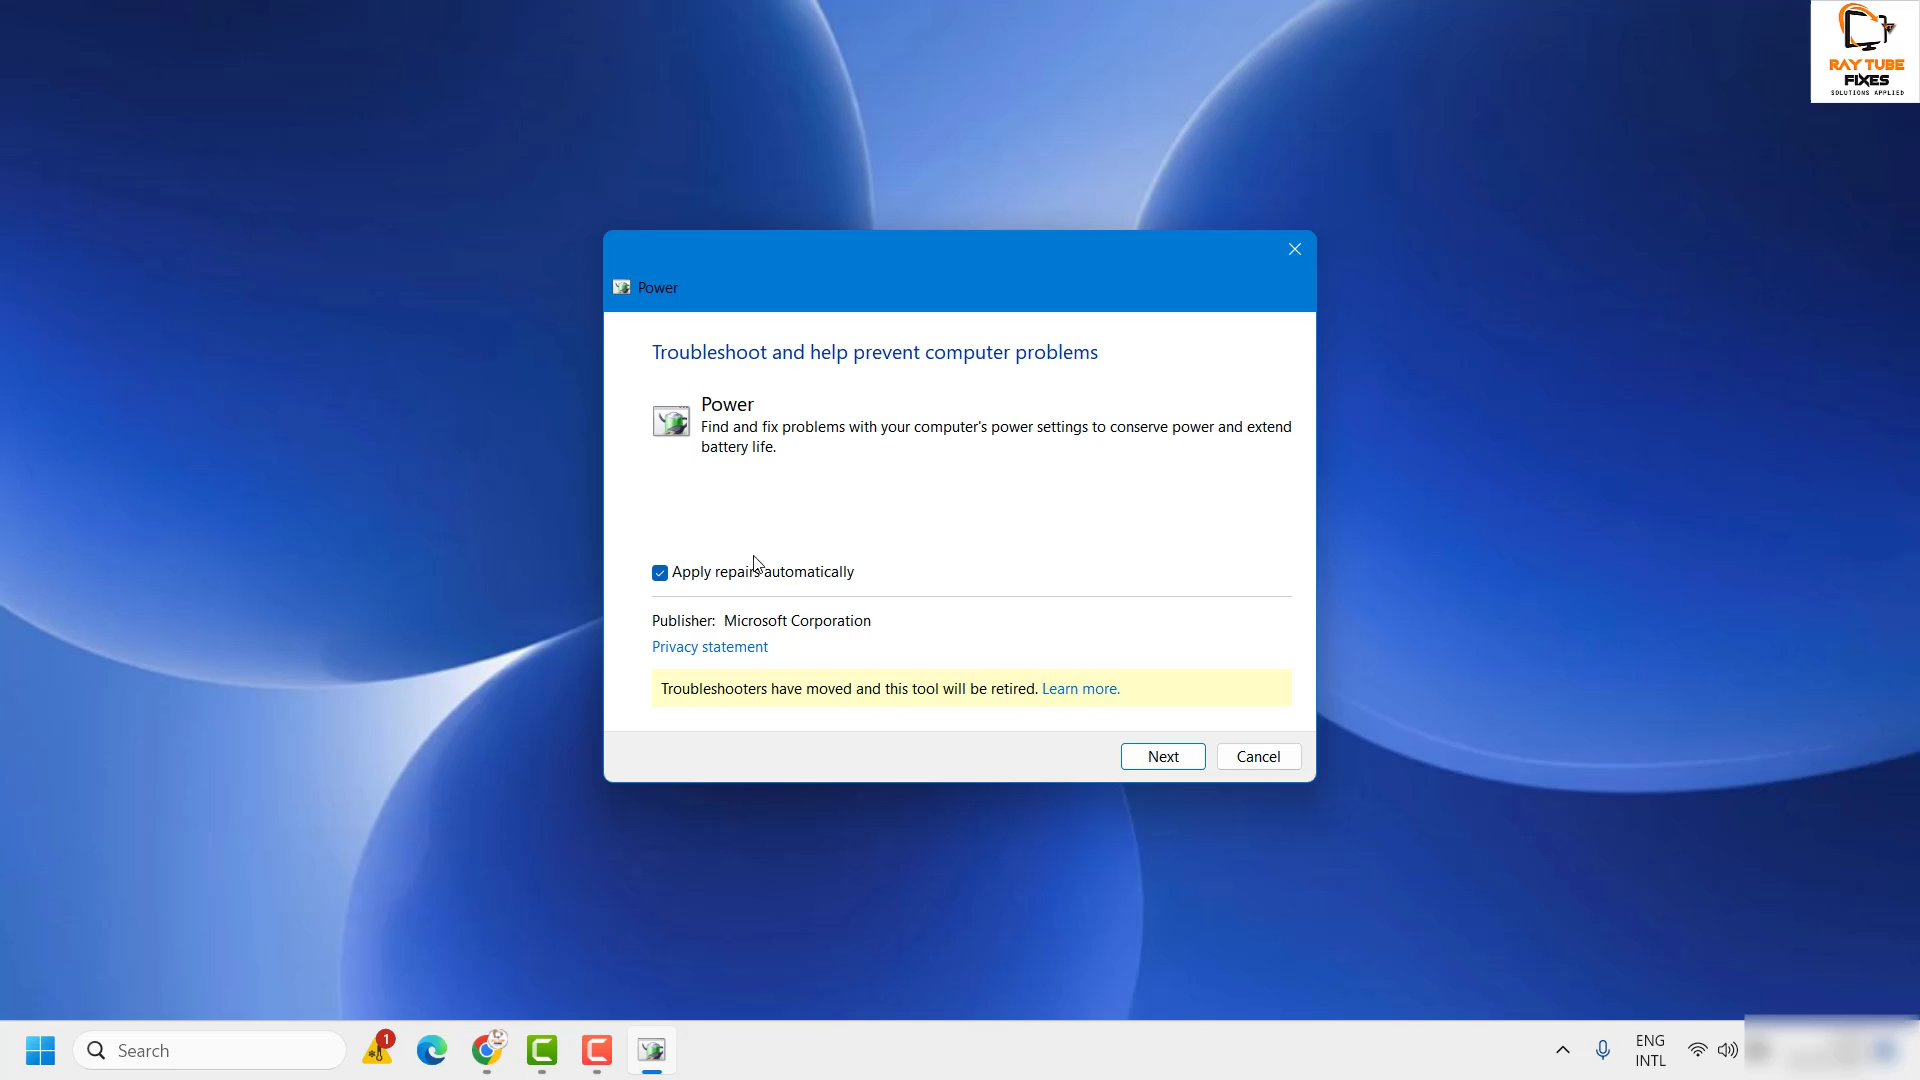 RAY TUBE
FIXES
SOLUTIONS APPLIED
Power
Troubleshoot and help prevent computer problems
Power
Find and fix problems with your computer's power settings to conserve power and extend
battery life.
Apply repairs automatically
Publisher: Microsoft Corporation
Privacy statement
Troubleshooters have moved and this tool will be retired. Learn more.
Next
Cancel
Search
1
ENG
INTL